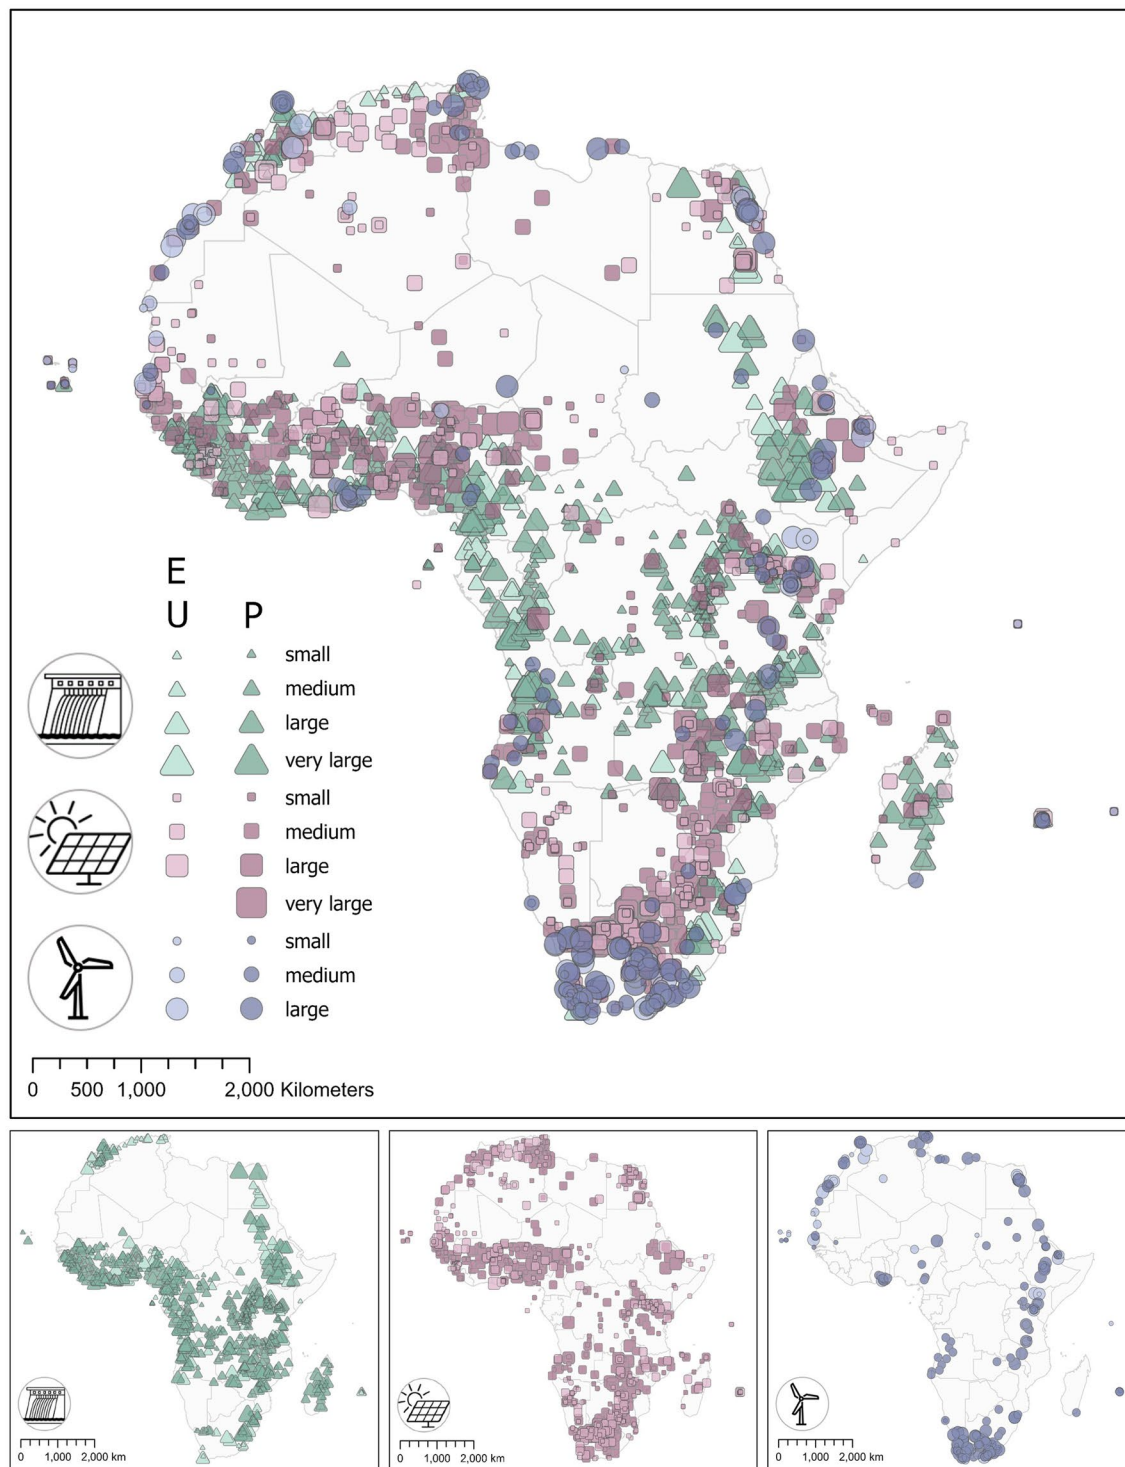 E
U P
small
medium
large
very large
small
medium
large
very large
small
medium
large
0 500 1,000 2,000 Kilometers
0 1,000 2,000 km
0 1,000 2,000 km
0 1,000 2,000 km